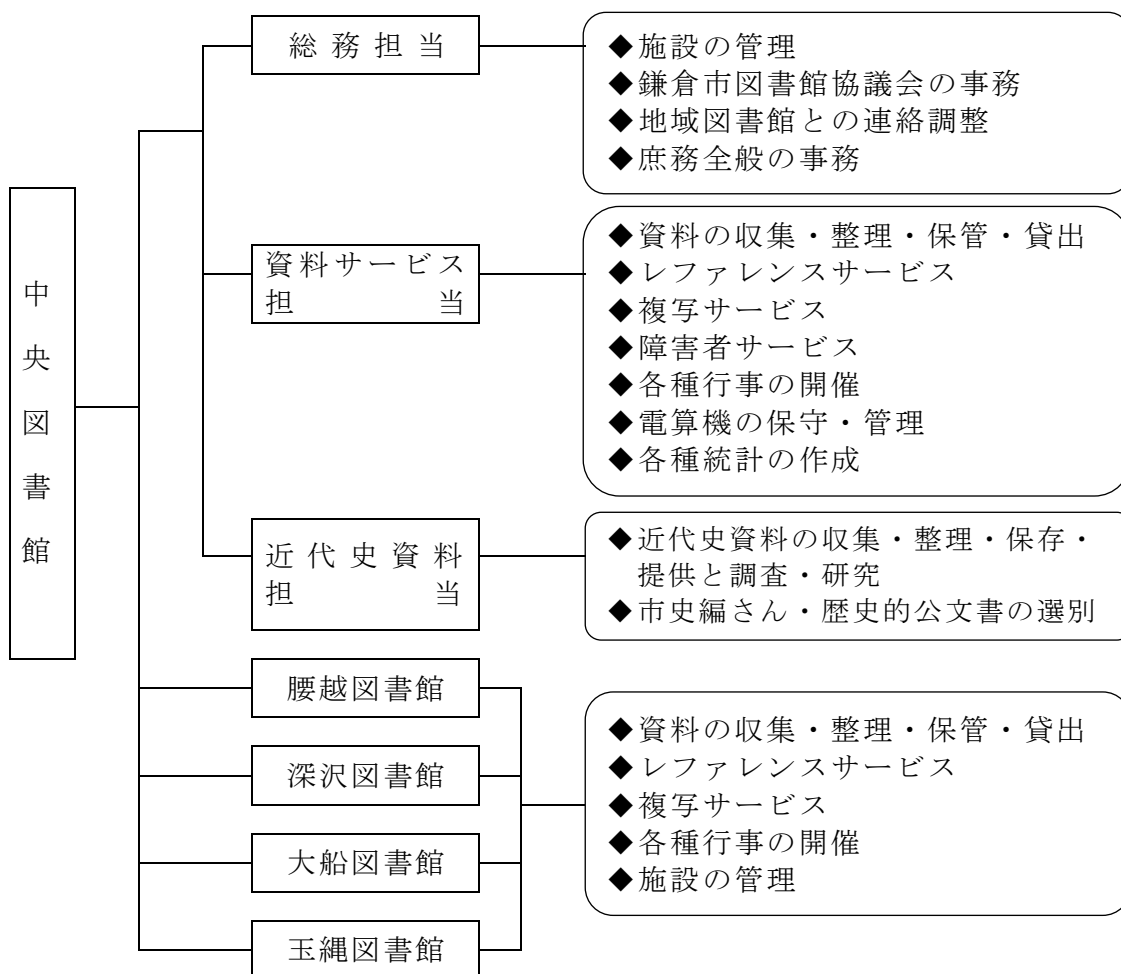 中央図書館
総務担当
◆施設の管理
◆鎌倉市図書館協議会の事務
◆地域図書館との連絡調整
◆庶務全般の事務
資料サービス
担当
◆資料の収集・整理・保管・貸出
◆レファレンスサービス
◆複写サービス
◆障害者サービス
◆各種行事の開催
◆電算機の保守・管理
◆各種統計の作成
近代史資料
担当
◆近代史資料の収集・整理・保存・
提供と調査・研究
◆市史編さん・歴史的公文書の選別
腰越図書館
深沢図書館
大船図書館
玉縄図書館
◆資料の収集・整理・保管・貸出
◆レファレンスサービス
◆複写サービス
◆各種行事の開催
◆施設の管理